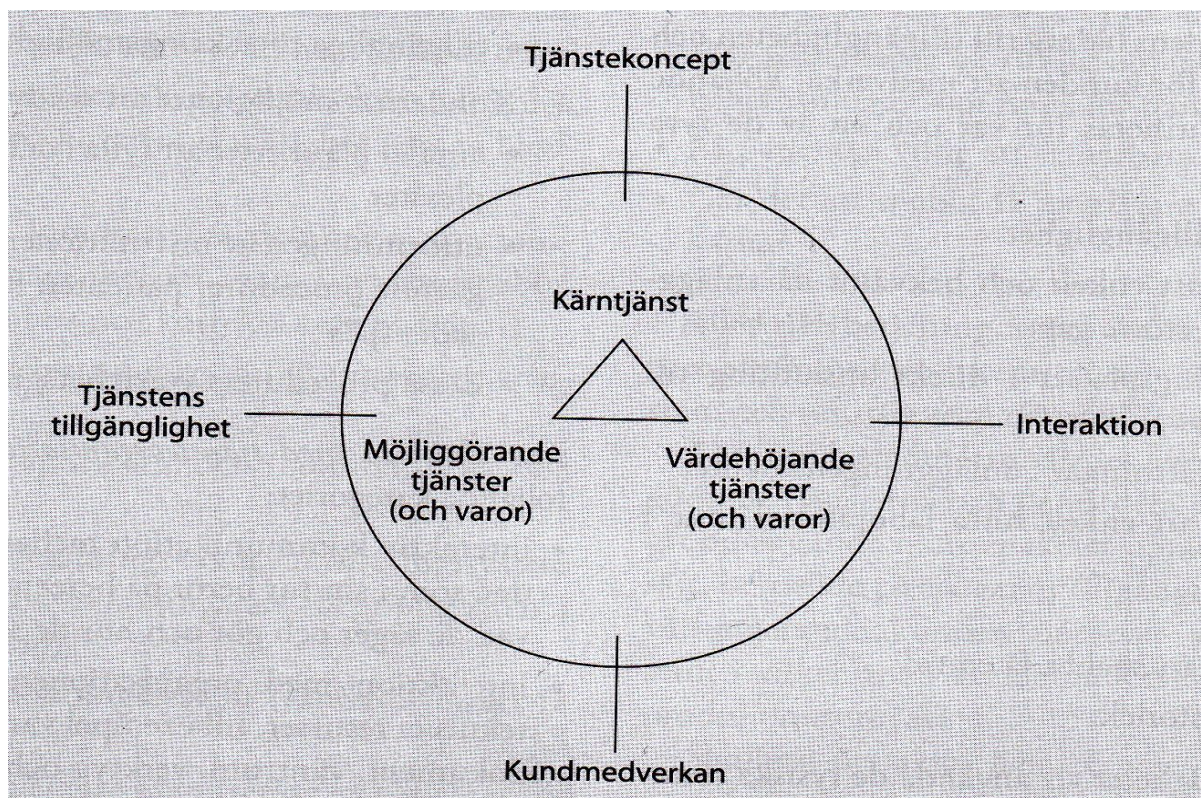 Tjänstekoncept
Kärntjänst
Tjänstens
tillgänglighet
Interaktion
Möjliggörande
tjänster
(och varor)
Värdehöjande
tjänster
(och varor)
Kundmedverkan